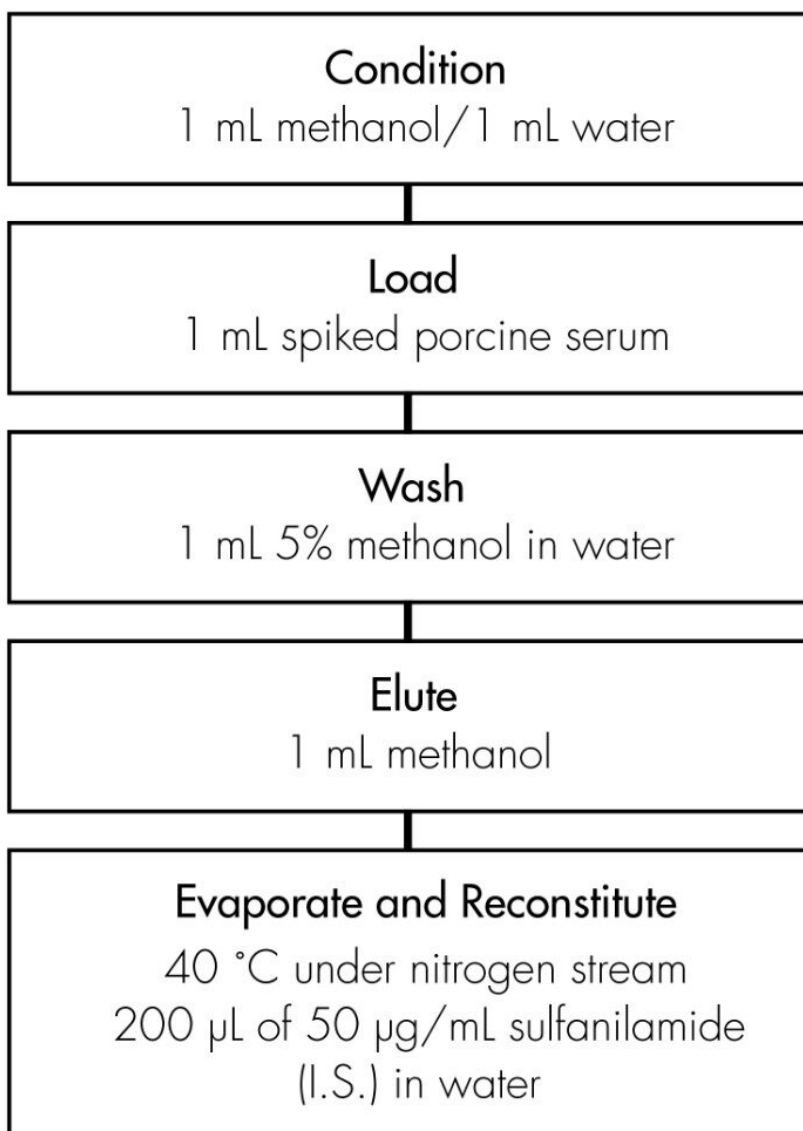 Condition
1 mL methanol/1 mL water
Load
1 mL spiked porcine serum
Wash
1 mL 5% methanol in water
Elute
1 mL methanol
Evaporate and Reconstitute
40 °C under nitrogen stream
200 µL of 50 µg/mL sulfanilamide
(I.S.) in water